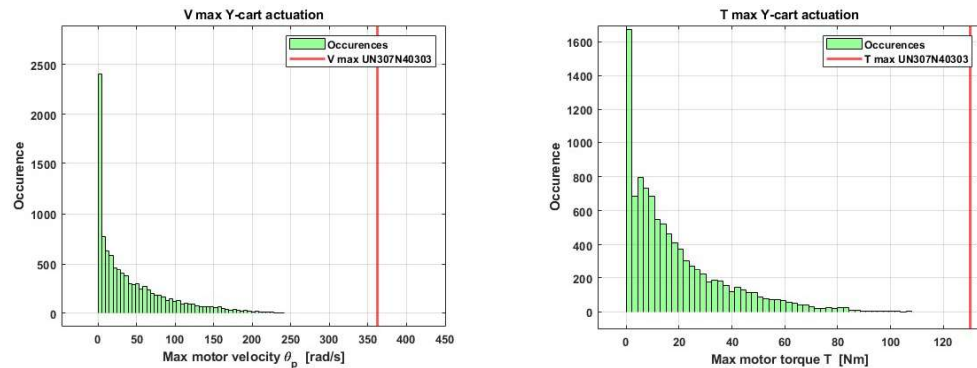 V max Y-cart actuation
Occurences
V max UN307N40303
2500
2000
1500
1000
500
0
Occurence
0 50 100 150 200 250 300 350 400 450
Max motor velocity θp [rad/s]
T max Y-cart actuation
Occurences
T max UN307N40303
1600
1400
1200
1000
800
600
400
200
0
Occurence
0 20 40 60 80 100 120
Max motor torque T [Nm]